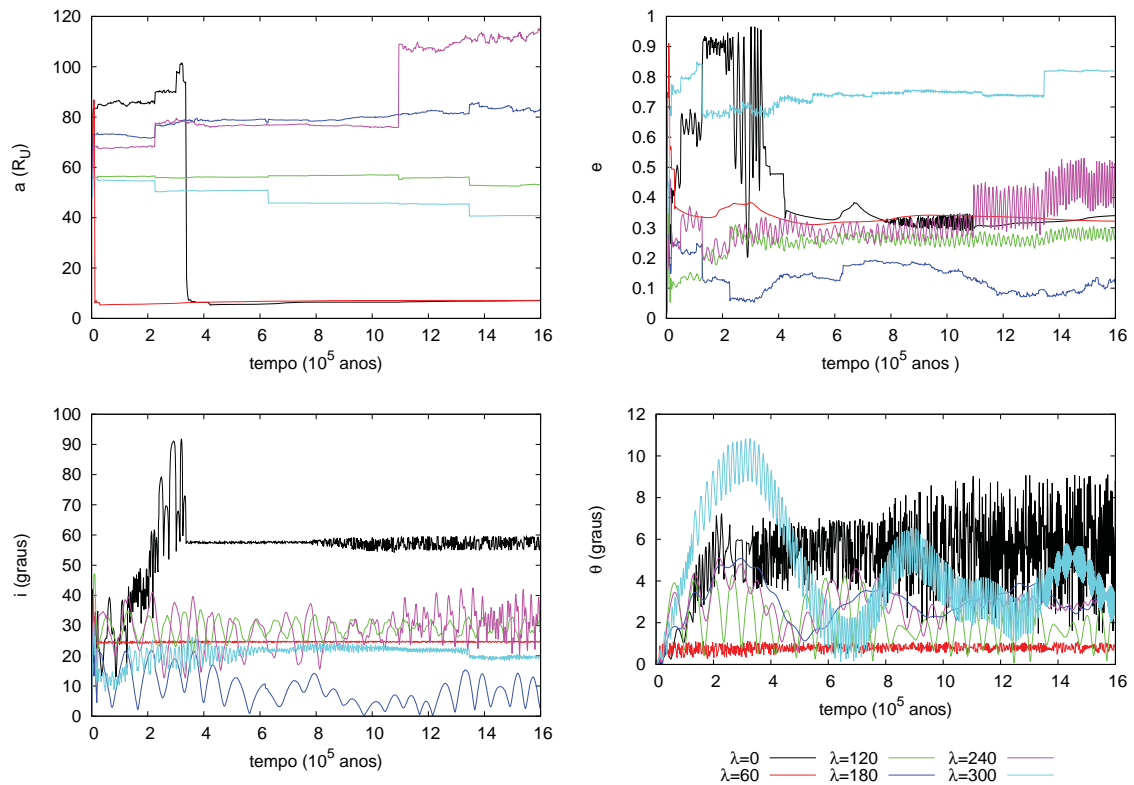 120
100
80
60
40
20
0
a (R_U)
0 2 4 6 8 10 12 14 16
tempo (10^5 anos)
1
0.9
0.8
0.7
0.6
0.5
0.4
0.3
0.2
0.1
0
e
0 2 4 6 8 10 12 14 16
tempo (10^5 anos )
100
90
80
70
60
50
40
30
20
10
0
i (graus)
0 2 4 6 8 10 12 14 16
tempo (10^5 anos)
12
10
8
6
4
2
0
θ (graus)
0 2 4 6 8 10 12 14 16
tempo (10^5 anos)
λ=0 λ=120 λ=240
λ=60 λ=180 λ=300